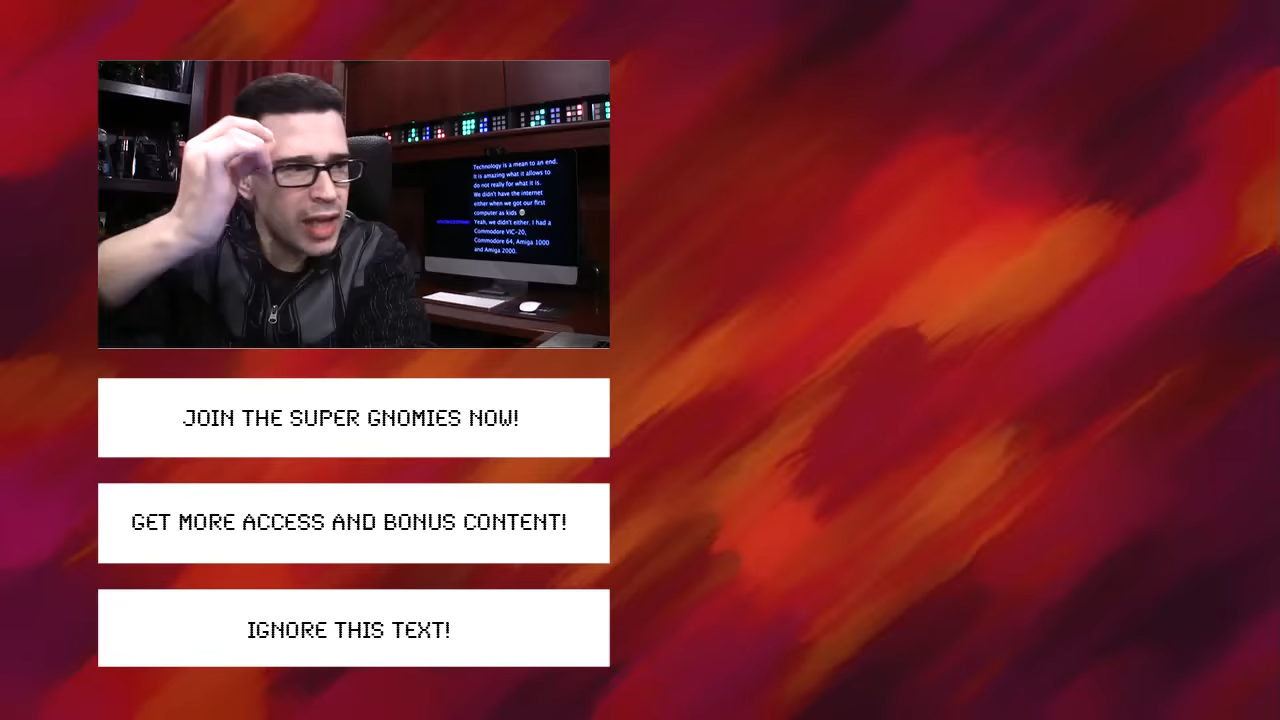 Technology is a mean to an end.
It is amazing what it allows to
do not really for what it is.
We didn't have the internet
either when we got our first
computer as kids 💀
Yeah, we didn't either. I had a
Commodore VIC-20,
Commodore 64, Amiga 1000
and Amiga 2000.
JOIN THE SUPER GNOMIES NOW!
GET MORE ACCESS AND BONUS CONTENT!
IGNORE THIS TEXT!